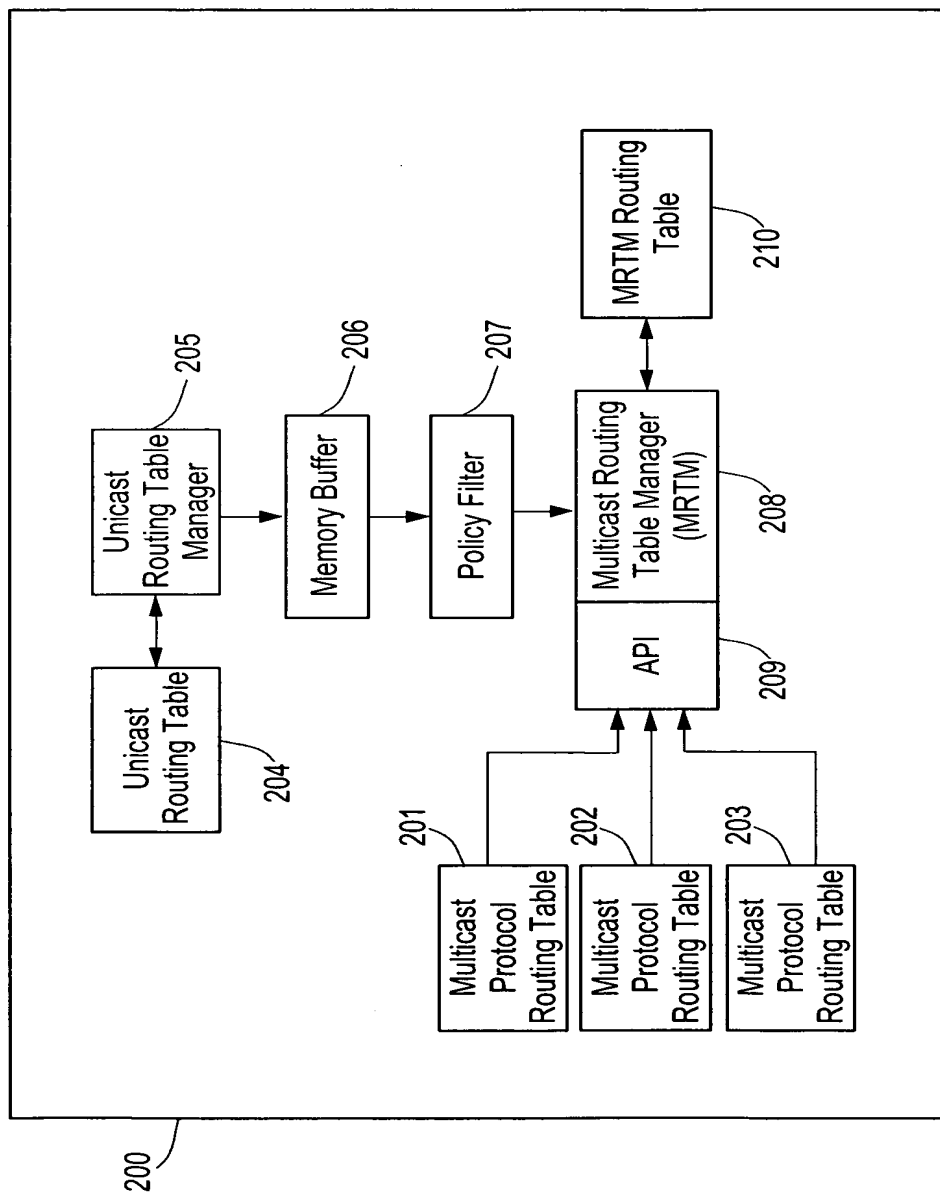 200
Unicast
Routing Table
204
Unicast
Routing Table
Manager
205
Memory Buffer
206
Policy Filter
207
Multicast
Protocol
Routing Table
201
Multicast
Protocol
Routing Table
202
Multicast
Protocol
Routing Table
203
API
209
Multicast Routing
Table Manager
(MRTM)
208
MRTM Routing
Table
210